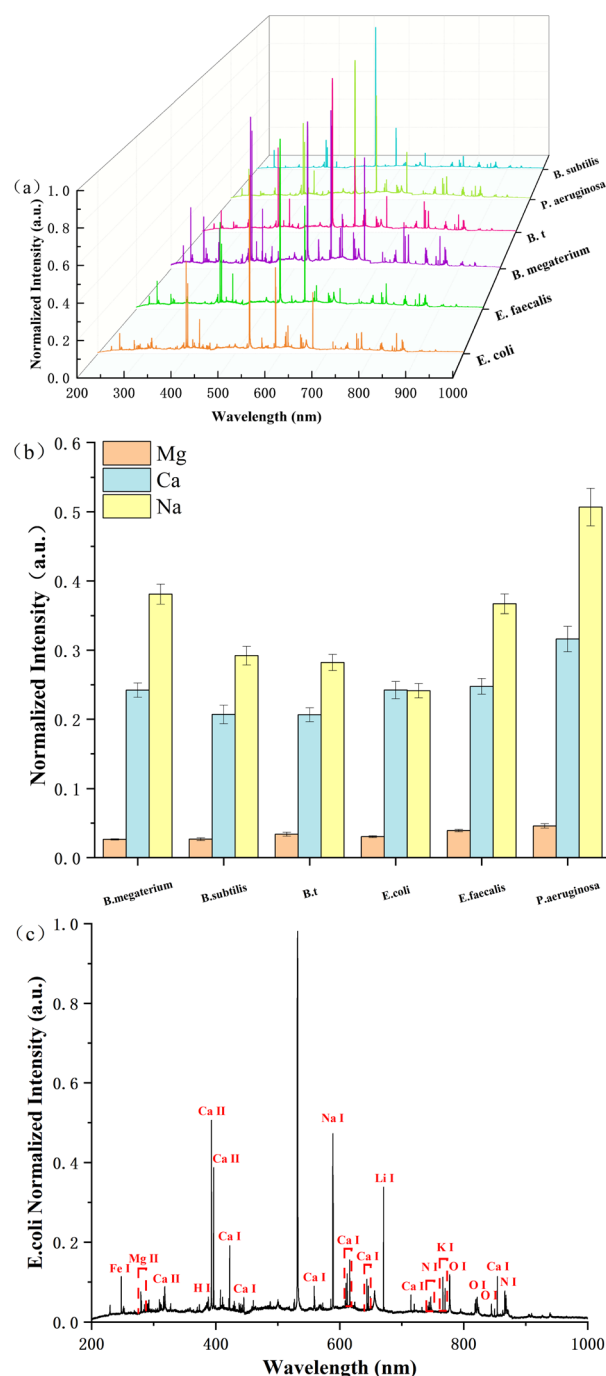 (a)
Normalized Intensity (a.u.)
1.0
0.8
0.6
0.4
0.2
0.0
200
300
400
500
600
700
800
900
1000
Wavelength (nm)
B. subtilis
P. aeruginosa
B. t
B. megaterium
E. faecalis
E. coli
(b)
Normalized Intensity (a.u.)
0.6
0.5
0.4
0.3
0.2
0.1
0.0
Mg
Ca
Na
B.megaterium
B.subtilis
B.t
E.coli
E.faecalis
P.aeruginosa
(c)
E.coli Normalized Intensity (a.u.)
1.0
0.8
0.6
0.4
0.2
0.0
Fe I
Mg II
Ca II
Ca II
Ca II
H I
Ca I
Ca I
Na I
Ca I
Ca I
Ca I
Li I
Ca I
N I
K I
O I
O I
O I
Ca I
N I
200
400
600
800
1000
Wavelength (nm)